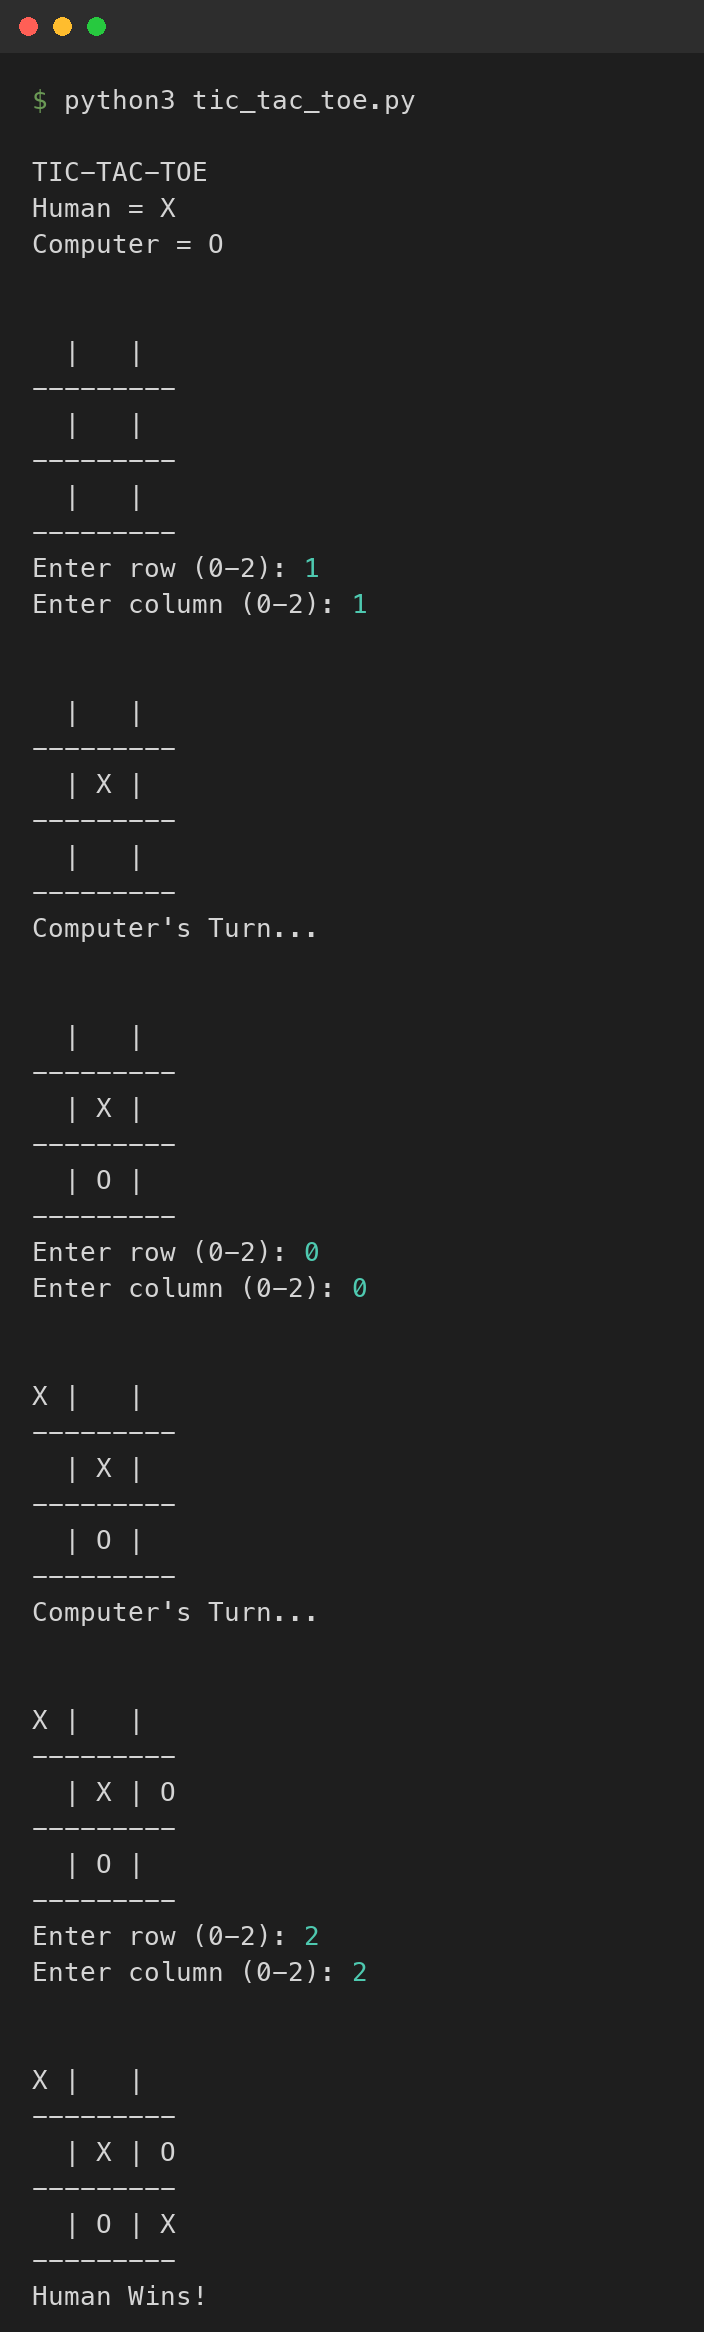 $ python3 tic_tac_toe.py

TIC-TAC-TOE
Human = X
Computer = O


  |   |
---------
  |   |
---------
  |   |
---------
Enter row (0-2): 1
Enter column (0-2): 1


  |   |
---------
  | X |
---------
  |   |
---------
Computer's Turn...


  |   |
---------
  | X |
---------
  | O |
---------
Enter row (0-2): 0
Enter column (0-2): 0


X |   |
---------
  | X |
---------
  | O |
---------
Computer's Turn...


X |   |
---------
  | X | O
---------
  | O |
---------
Enter row (0-2): 2
Enter column (0-2): 2


X |   |
---------
  | X | O
---------
  | O | X
---------
Human Wins!